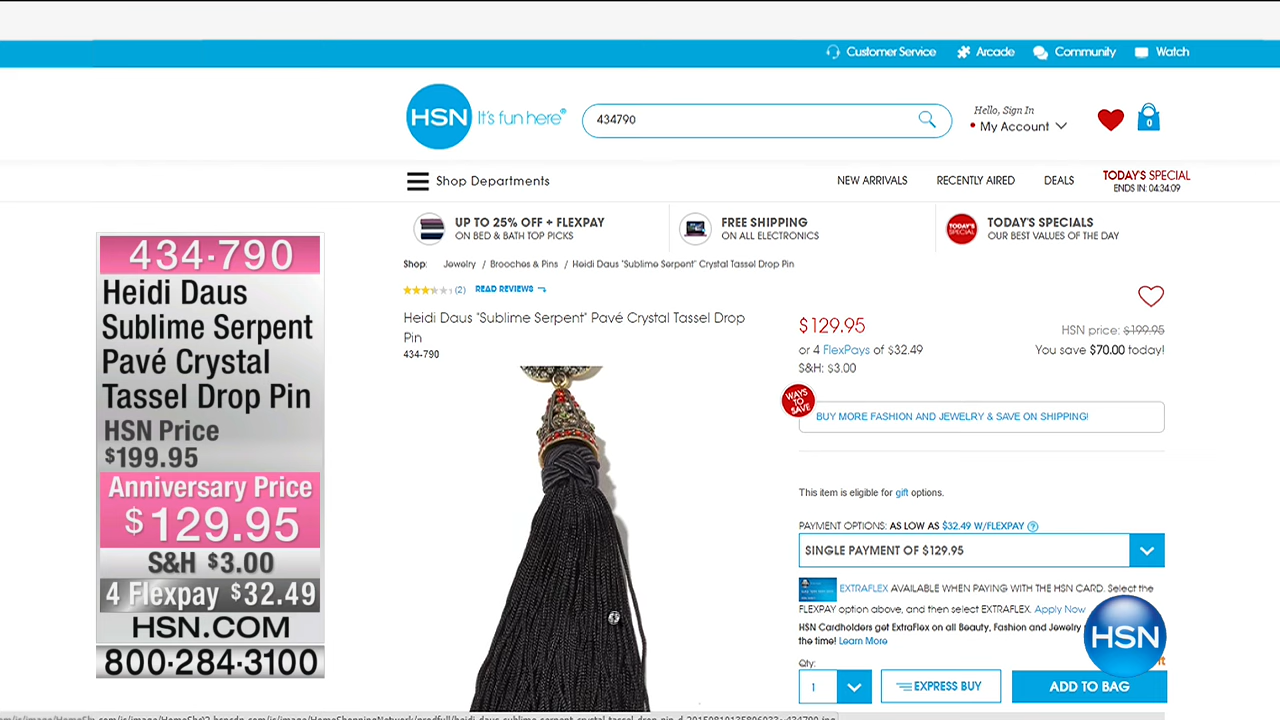 Customer Service
Arcade
Community
Watch
HSN It's fun here®
434790
Hello, Sign In
My Account
0
Shop Departments
NEW ARRIVALS
RECENTLY AIRED
DEALS
TODAY'S SPECIAL
ENDS IN: 04:34:09
UP TO 25% OFF + FLEXPAY
ON BED & BATH TOP PICKS
FREE SHIPPING
ON ALL ELECTRONICS
TODAY'S SPECIAL
TODAY'S SPECIALS
OUR BEST VALUES OF THE DAY
434-790
Heidi Daus
Sublime Serpent
Pavé Crystal
Tassel Drop Pin
HSN Price
$199.95
Anniversary Price
$129.95
S&H $3.00
4 Flexpay $32.49
HSN.COM
800-284-3100
Shop: Jewelry / Brooches & Pins / Heidi Daus "Sublime Serpent" Crystal Tassel Drop Pin
(2) READ REVIEWS
Heidi Daus "Sublime Serpent" Pavé Crystal Tassel Drop
Pin
434-790
$129.95
HSN price: $199.95
or 4 FlexPays of $32.49
You save $70.00 today!
S&H: $3.00
WAYS TO SAVE
BUY MORE FASHION AND JEWELRY & SAVE ON SHIPPING!
This item is eligible for gift options.
PAYMENT OPTIONS: AS LOW AS $32.49 W/FLEXPAY ?
SINGLE PAYMENT OF $129.95
EXTRAFLEX AVAILABLE WHEN PAYING WITH THE HSN CARD. Select the
FLEXPAY option above, and then select EXTRAFLEX. Apply Now
HSN Cardholders get ExtraFlex on all Beauty, Fashion and Jewelry
the time! Learn More
HSN
Qty:
1
EXPRESS BUY
ADD TO BAG